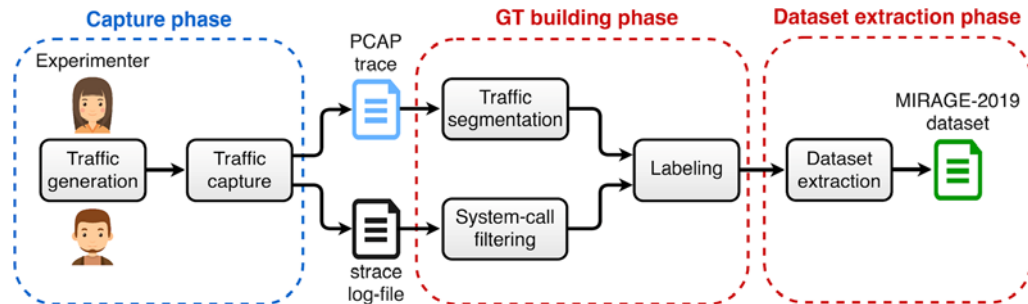 Capture phase
GT building phase
Dataset extraction phase
Experimenter
Traffic
generation
Traffic
capture
PCAP
trace
strace
log-file
Traffic
segmentation
System-call
filtering
Labeling
Dataset
extraction
MIRAGE-2019
dataset